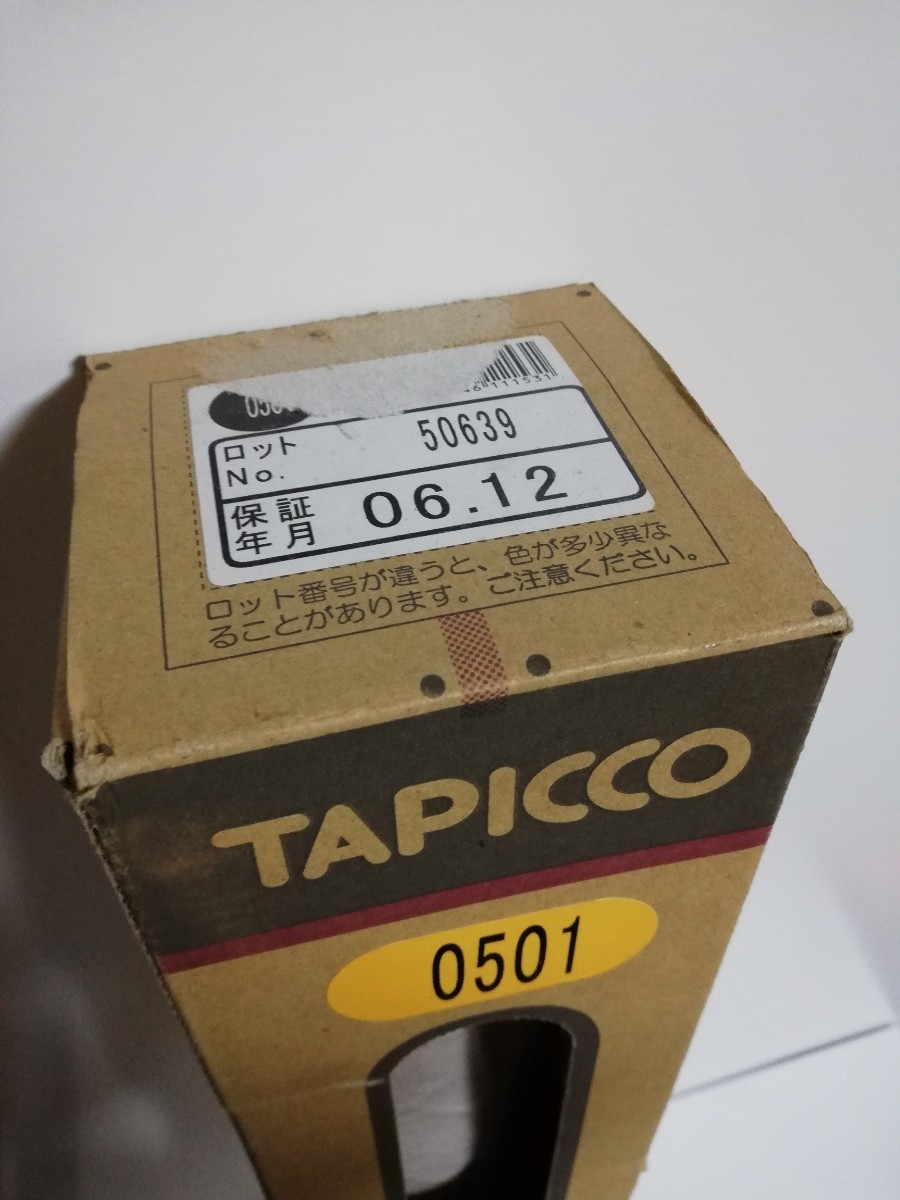 050
6111531
ロット
No.
50639
保証
年月
06.12
ロット番号が違うと、色が多少異な
ることがあります。ご注意ください。
TAPICCO
0501